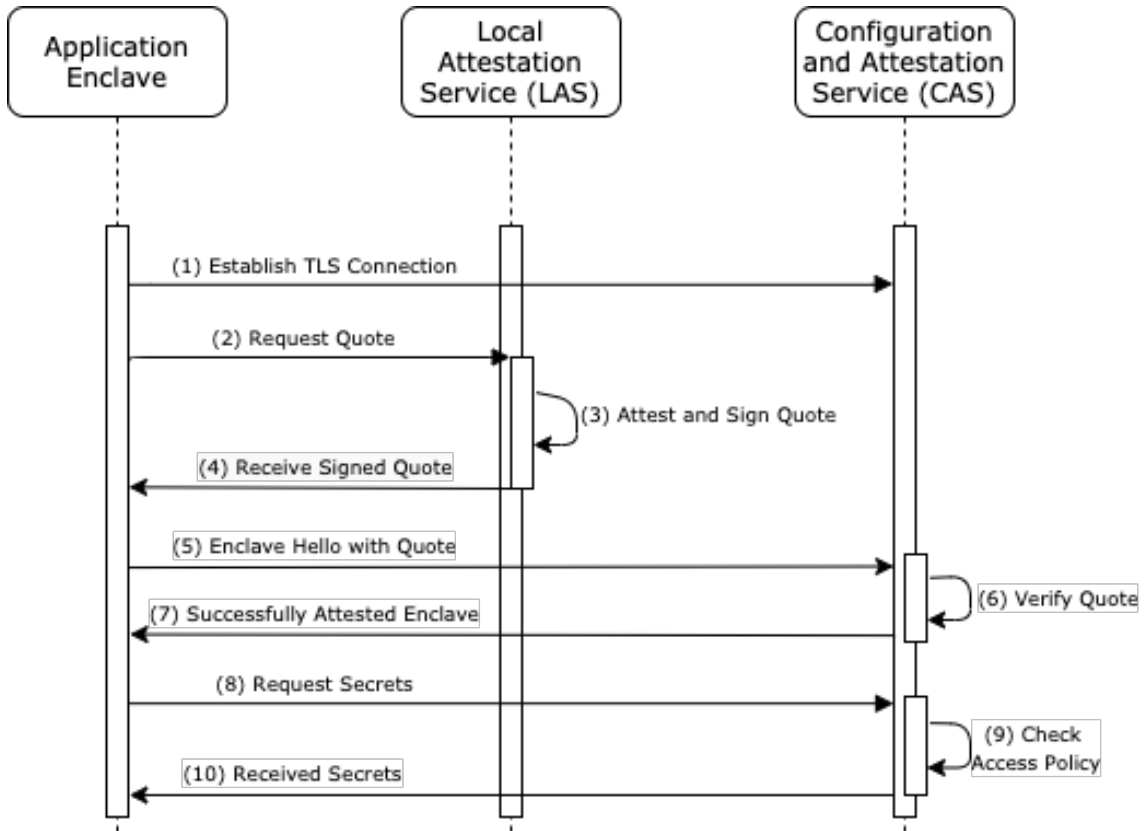 Application
Enclave
Local
Attestation
Service (LAS)
Configuration
and Attestation
Service (CAS)
(1) Establish TLS Connection
(2) Request Quote
(3) Attest and Sign Quote
(4) Receive Signed Quote
(5) Enclave Hello with Quote
(6) Verify Quote
(7) Successfully Attested Enclave
(8) Request Secrets
(9) Check
Access Policy
(10) Received Secrets